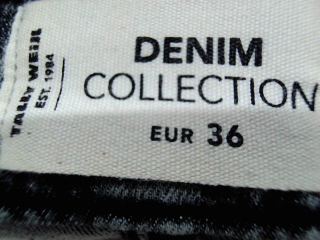 TALLY WEiJL
EST. 1984
DENIM
COLLECTION
EUR 36